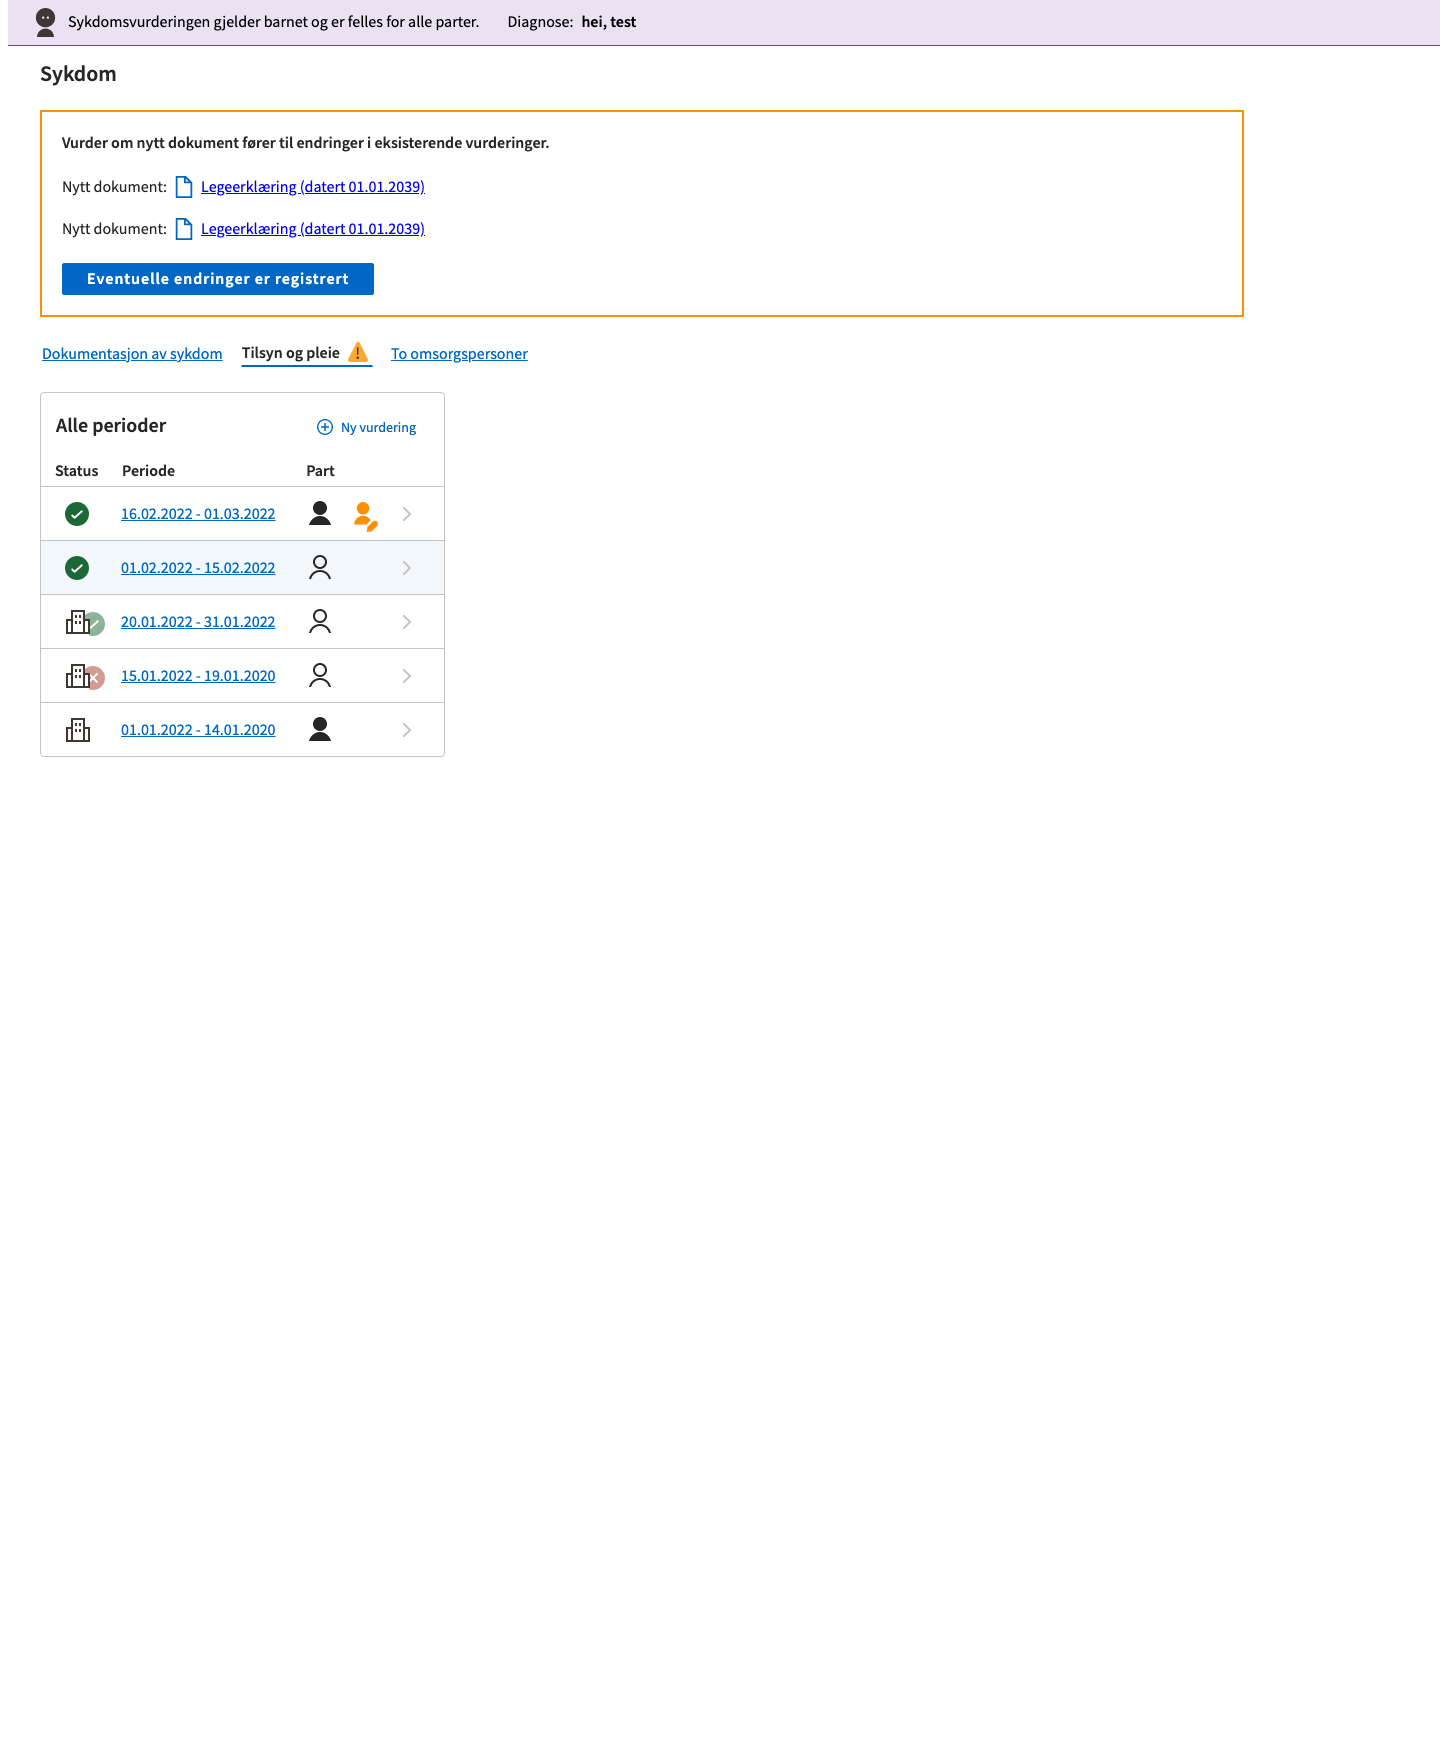 Sykdomsvurderingen gjelder barnet og er felles for alle parter. Diagnose: hei, test
Sykdom
Vurder om nytt dokument fører til endringer i eksisterende vurderinger.
Nytt dokument: Legeerklæring (datert 01.01.2039)
Nytt dokument: Legeerklæring (datert 01.01.2039)
Eventuelle endringer er registrert
Dokumentasjon av sykdom Tilsyn og pleie To omsorgspersoner
Alle perioder Ny vurdering
Status Periode Part
16.02.2022 - 01.03.2022
01.02.2022 - 15.02.2022
20.01.2022 - 31.01.2022
15.01.2022 - 19.01.2020
01.01.2022 - 14.01.2020